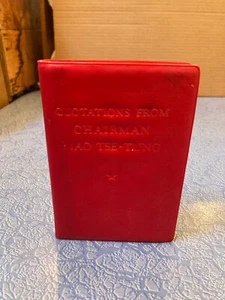 QUOTATIONS FROM
CHAIRMAN
MAO TSE-TUNG